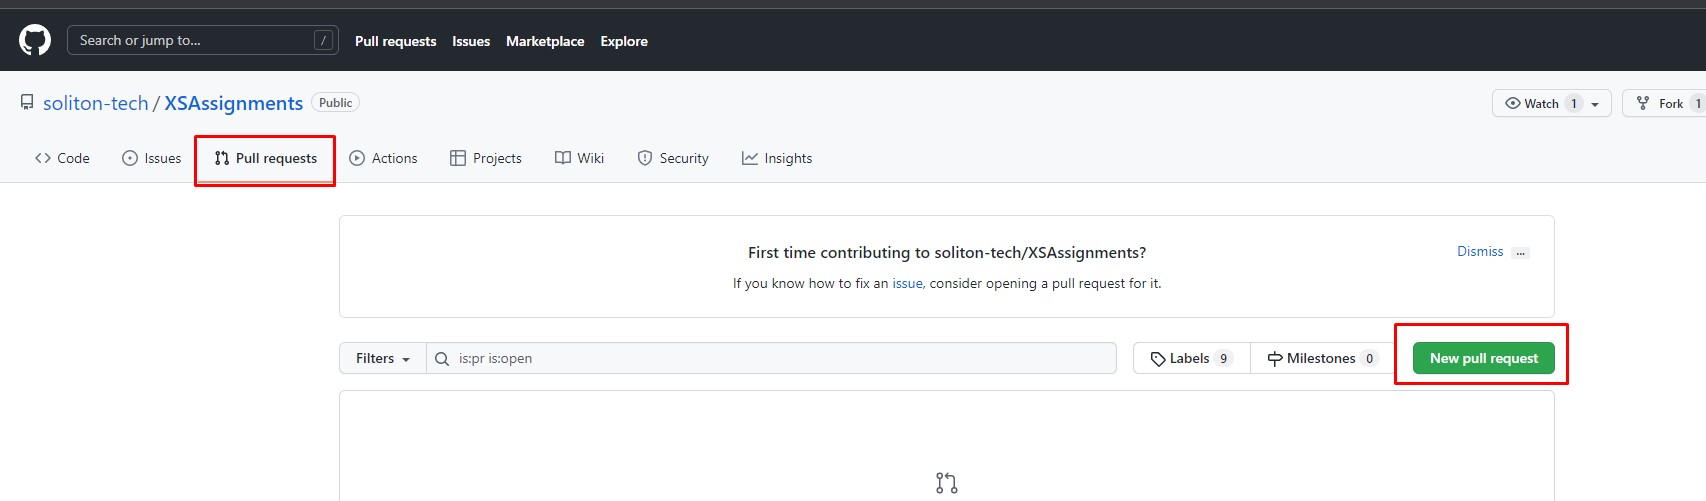 Search or jump to... / Pull requests Issues Marketplace Explore
soliton-tech / XSAssignments Public Watch 1 Fork 1
Code Issues Pull requests Actions Projects Wiki Security Insights
First time contributing to soliton-tech/XSAssignments? Dismiss ...
If you know how to fix an issue, consider opening a pull request for it.
Filters is:pr is:open Labels 9 Milestones 0 New pull request